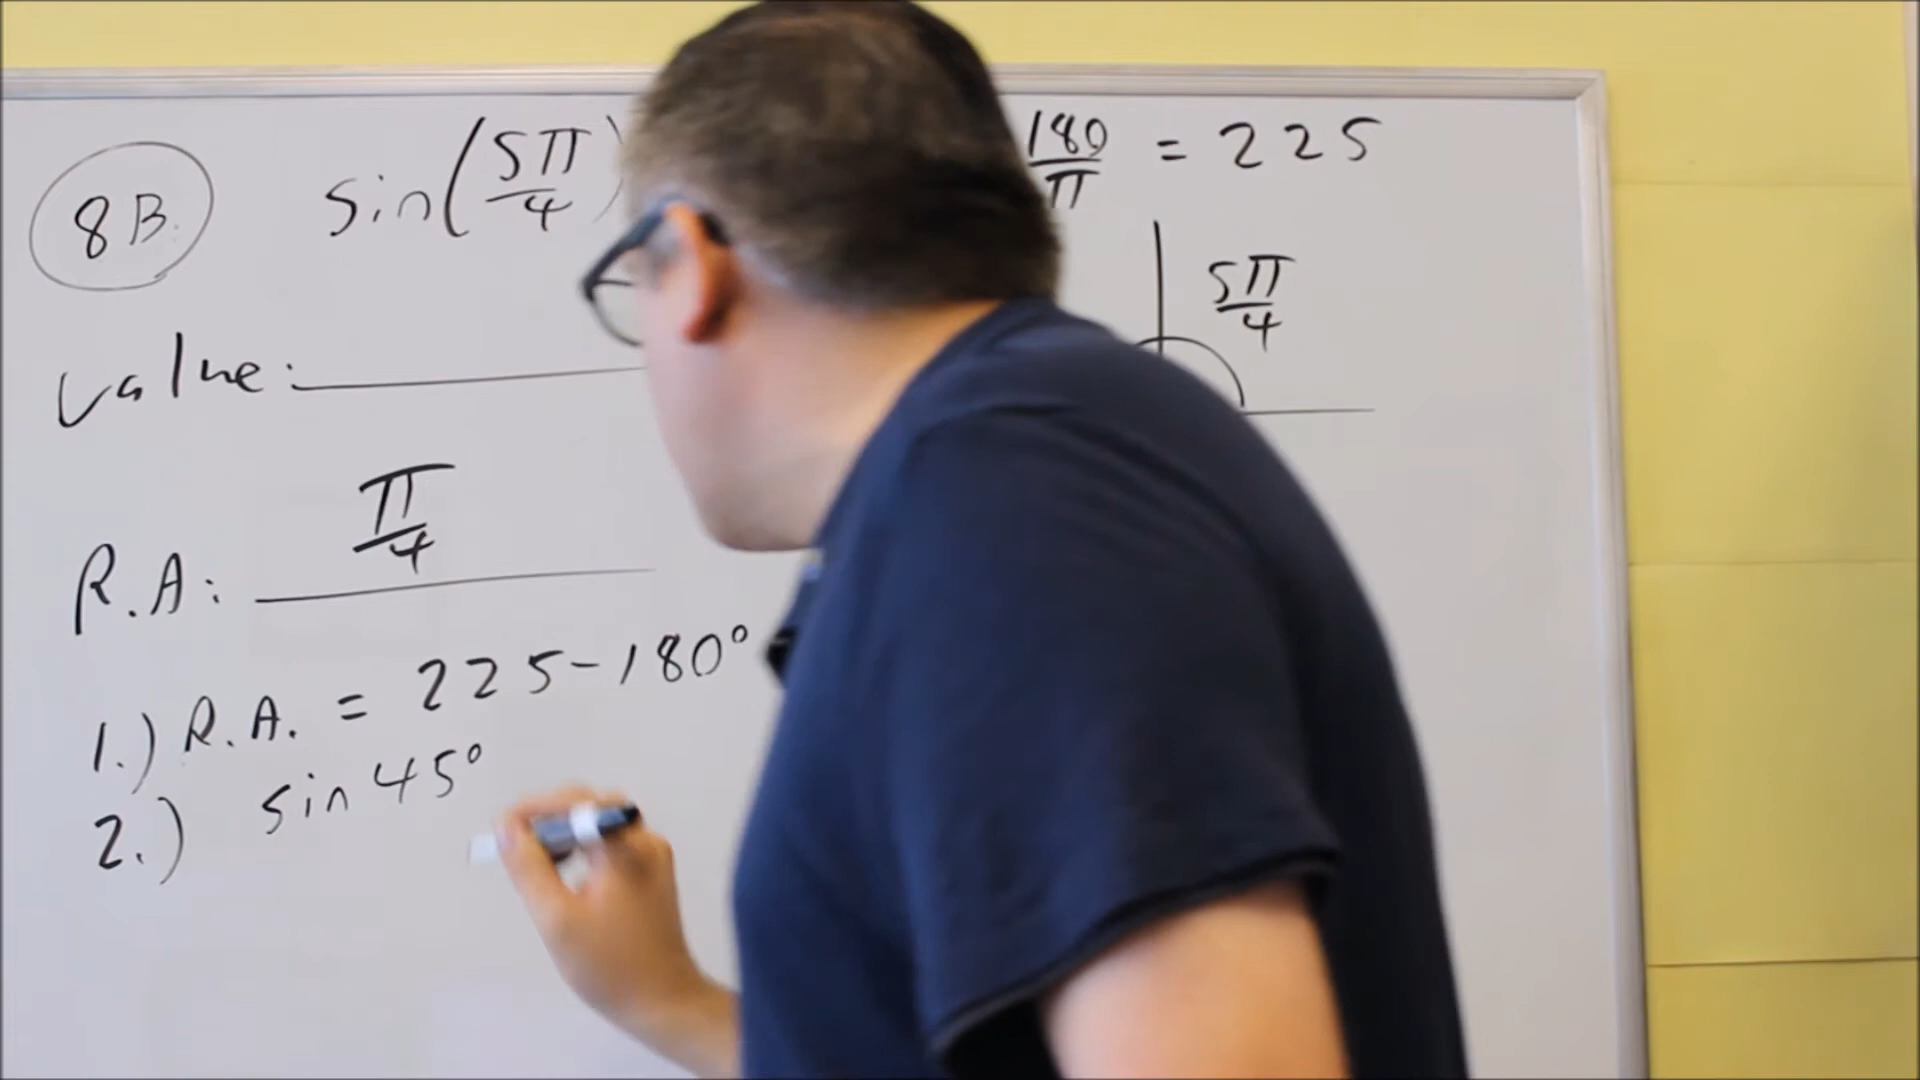 8B. sin(5π/4) 180/π = 225
5π/4
value:
R.A: π/4
1.) R.A. = 225-180°
2.) sin 45°